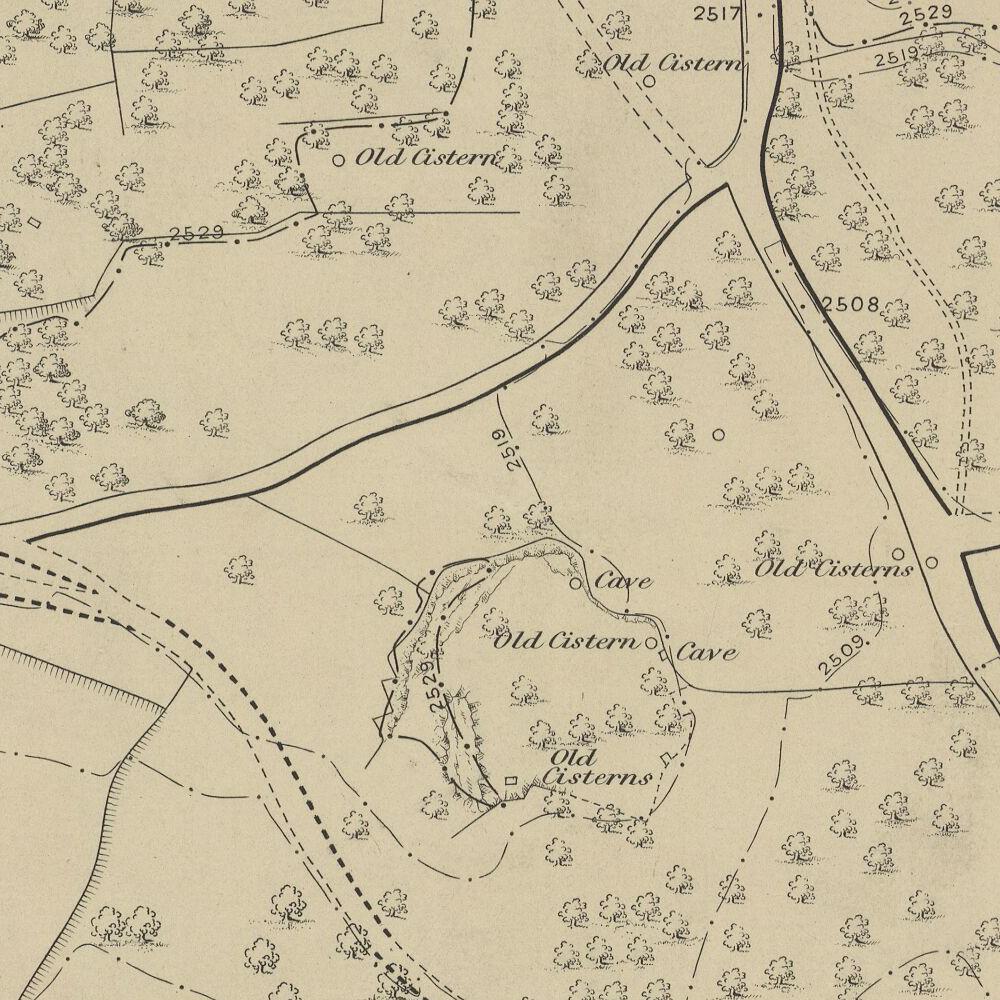 2517
2529
2519
Old Cistern
Old Cistern
2529
2508
2519
Old Cisterns
Cave
Old Cistern
Cave
2509
2529
Old
Cisterns